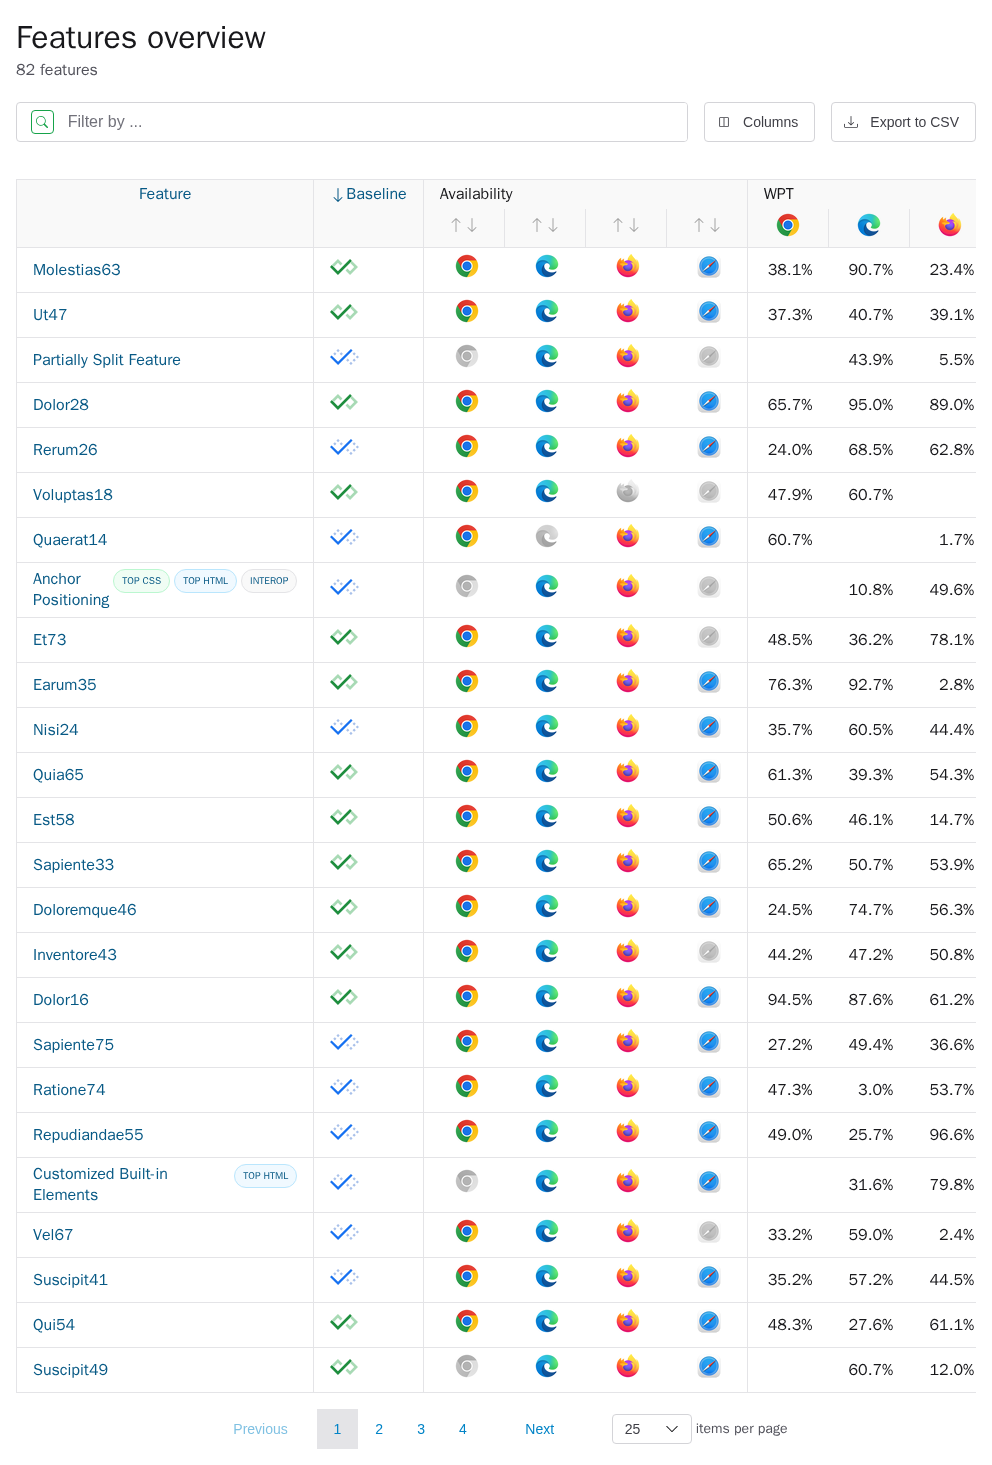 Features overview
82 features
Filter by ...
Columns
Export to CSV
Feature Baseline Availability WPT
Molestias63 38.1% 90.7% 23.4%
Ut47 37.3% 40.7% 39.1%
Partially Split Feature 43.9% 5.5%
Dolor28 65.7% 95.0% 89.0%
Rerum26 24.0% 68.5% 62.8%
Voluptas18 47.9% 60.7%
Quaerat14 60.7% 1.7%
Anchor Positioning TOP CSS TOP HTML INTEROP 10.8% 49.6%
Et73 48.5% 36.2% 78.1%
Earum35 76.3% 92.7% 2.8%
Nisi24 35.7% 60.5% 44.4%
Quia65 61.3% 39.3% 54.3%
Est58 50.6% 46.1% 14.7%
Sapiente33 65.2% 50.7% 53.9%
Doloremque46 24.5% 74.7% 56.3%
Inventore43 44.2% 47.2% 50.8%
Dolor16 94.5% 87.6% 61.2%
Sapiente75 27.2% 49.4% 36.6%
Ratione74 47.3% 3.0% 53.7%
Repudiandae55 49.0% 25.7% 96.6%
Customized Built-in Elements TOP HTML 31.6% 79.8%
Vel67 33.2% 59.0% 2.4%
Suscipit41 35.2% 57.2% 44.5%
Qui54 48.3% 27.6% 61.1%
Suscipit49 60.7% 12.0%
Previous 1 2 3 4 Next 25 items per page